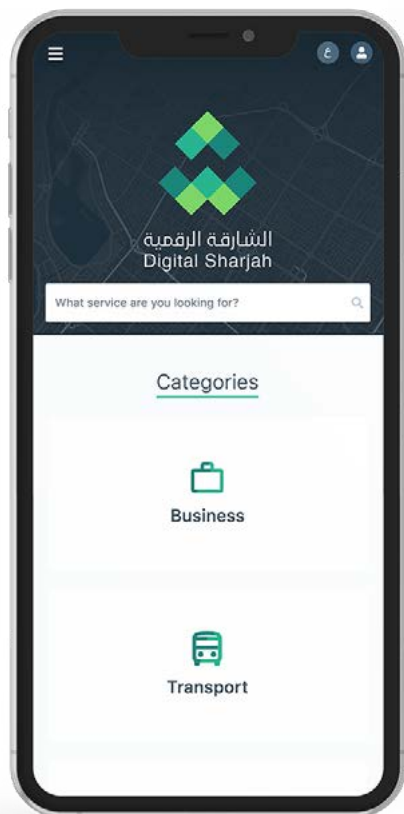 ع
الشارقة الرقمية
Digital Sharjah
What service are you looking for?
Categories
Business
Transport